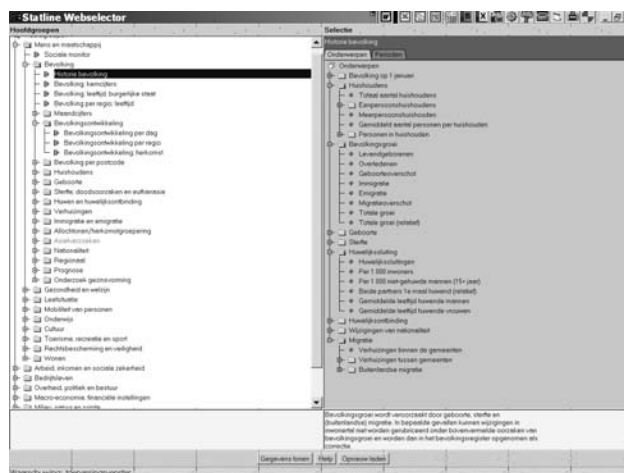 Statline Webselector
Hoofdgroepen
Mens en maatschappij
Sociale monitor
Bevolking
Historie bevolking
Bevolking; kerncijfers
Bevolking; leeftijd, burgerlijke staat
Bevolking per regio; leeftijd
Maandcijfers
Bevolkingsontwikkeling
Bevolkingsontwikkeling per dag
Bevolkingsontwikkeling per regio
Bevolkingsontwikkeling; herkomst
Bevolking per postcode
Huishoudens
Geboorte
Sterfte, doodsoorzaken en euthanasie
Huwen en huwelijksontbinding
Verhuizingen
Immigratie en emigratie
Allochtonen/herkomstgroepering
Asielverzoeken
Nationaliteit
Regionaal
Prognose
Onderzoek gezinsvorming
Gezondheid en welzijn
Leefsituatie
Mobiliteit van personen
Onderwijs
Cultuur
Toerisme, recreatie en sport
Rechtsbescherming en veiligheid
Wonen
Arbeid, inkomen en sociale zekerheid
Bedrijfsleven
Overheid, politiek en bestuur
Macro-economie, financiële instellingen
Selectie
Historie bevolking
Onderwerpen Perioden
Onderwerpen
Bevolking op 1 januari
Huishoudens
Totaal aantal huishoudens
Eenpersoonshuishoudens
Meerpersoonshuishoudens
Gemiddeld aantal personen per huishouden
Personen in huishouden
Bevolkingsgroei
Levendgeborenen
Overledenen
Geboorteoverschot
Immigratie
Emigratie
Migratieoverschot
Totale groei
Totale groei (relatief)
Geboorte
Sterfte
Huwelijkssluiting
Huwelijkssluitingen
Per 1 000 inwoners
Per 1 000 niet-gehuwde mannen (15+ jaar)
Beide partners 1e maal huwend (relatief)
Gemiddelde leeftijd huwende mannen
Gemiddelde leeftijd huwende vrouwen
Huwelijksontbinding
Wijzigingen van nationaliteit
Migratie
Verhuizingen binnen de gemeenten
Verhuizingen tussen gemeenten
Buitenlandse migratie
Bevolkingsgroei wordt veroorzaakt door geboorte, sterfte en
(buitenlandse) migratie. In bepaalde gevallen kunnen wijzigingen in
inwonertal niet worden gerubriceerd onder bovenvermelde oorzaken van
bevolkingsgroei en worden dan in het bevolkingsregister opgenomen als
correctie.
Gegevens tonen Help Opnieuw laden